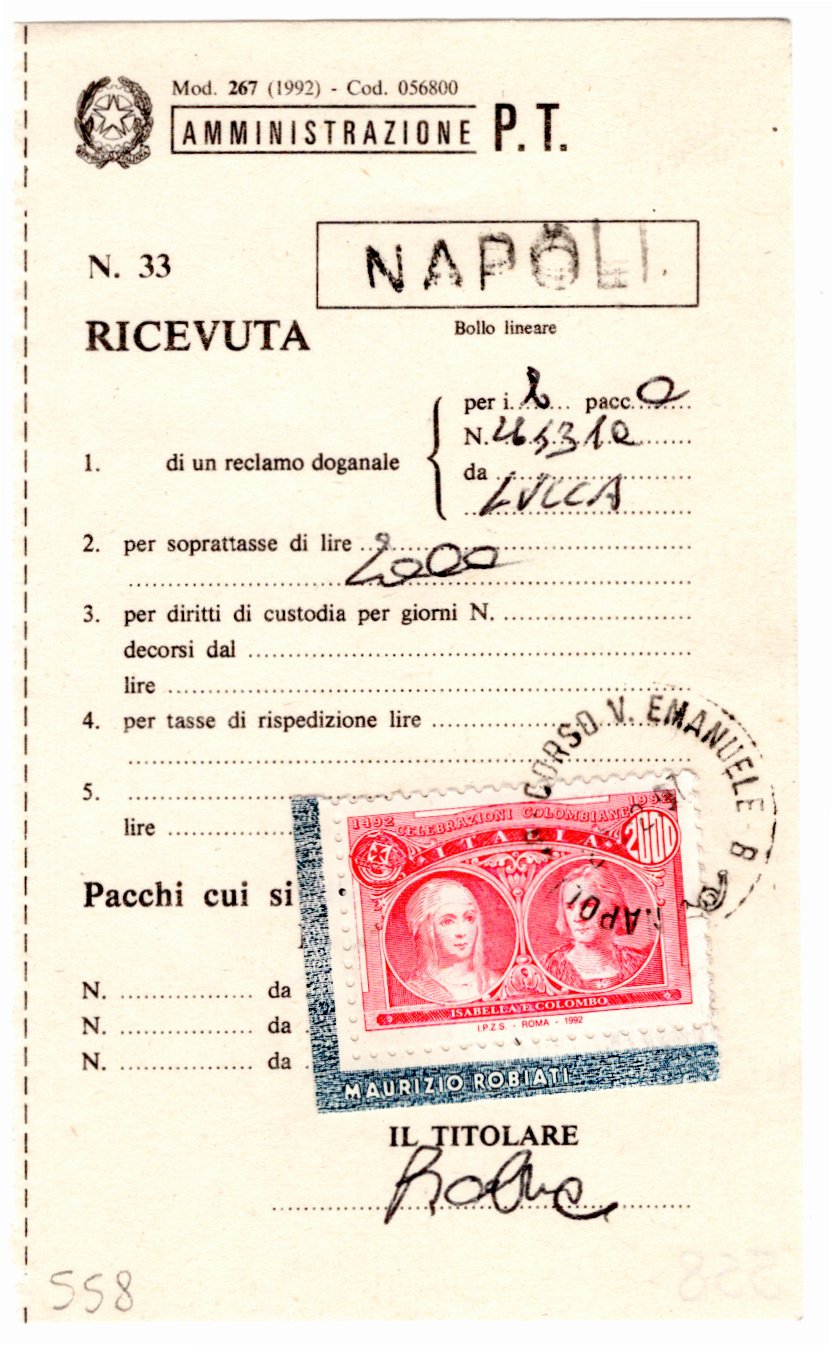 Mod. 267 (1992) - Cod. 056800
AMMINISTRAZIONE P.T.
N. 33
NAPOLI
RICEVUTA
Bollo lineare
per i........ pacc. o
N.
1. di un reclamo doganale
da
LUCCA
2. per soprattasse di lire
2000
3. per diritti di custodia per giorni N.
decorsi dal
lire
4. per tasse di rispedizione lire
CORSO V. EMANUELE - 8
5.
lire
1492 CELEBRAZIONI COLOMBIANE 1992
ITALIA
2000
NAPOLI
Pacchi cui si
ISABELLA E COLOMBO
I.P.Z.S. - ROMA - 1992
N. ................. da
N. ................. da
N. ................. da
MAURIZIO ROBIATI
IL TITOLARE
558